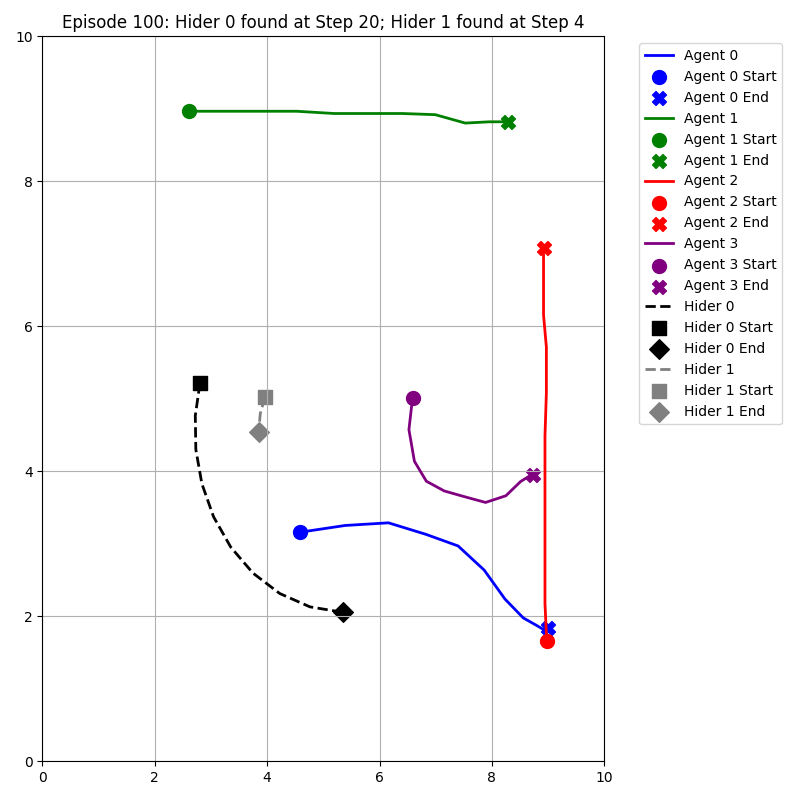 Episode 100: Hider 0 found at Step 20; Hider 1 found at Step 4
10
8
6
4
2
0
0 2 4 6 8 10
Agent 0
Agent 0 Start
Agent 0 End
Agent 1
Agent 1 Start
Agent 1 End
Agent 2
Agent 2 Start
Agent 2 End
Agent 3
Agent 3 Start
Agent 3 End
Hider 0
Hider 0 Start
Hider 0 End
Hider 1
Hider 1 Start
Hider 1 End